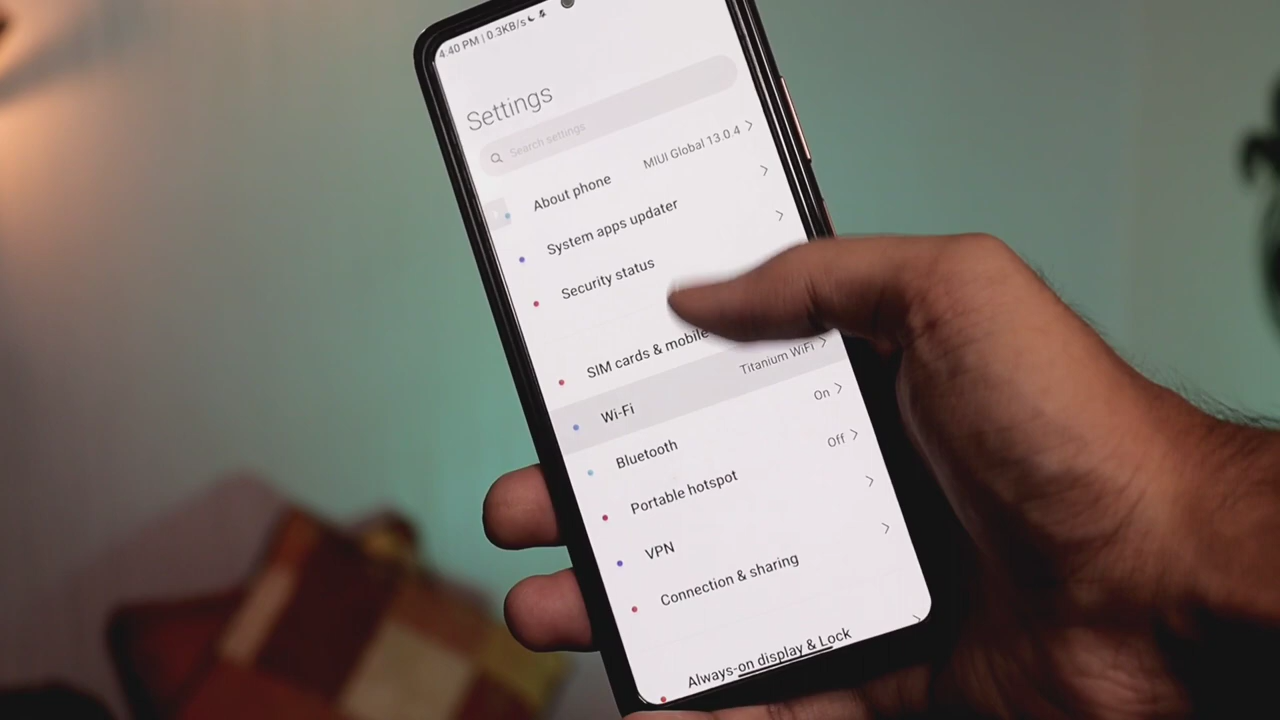 4:40 PM | 0.3KB/s
Settings
Search settings
About phone MIUI Global 13.0.4
System apps updater
Security status
SIM cards & mobile
Wi-Fi Titanium WiFi
Bluetooth On
Portable hotspot Off
VPN
Connection & sharing
Always-on display & Lock